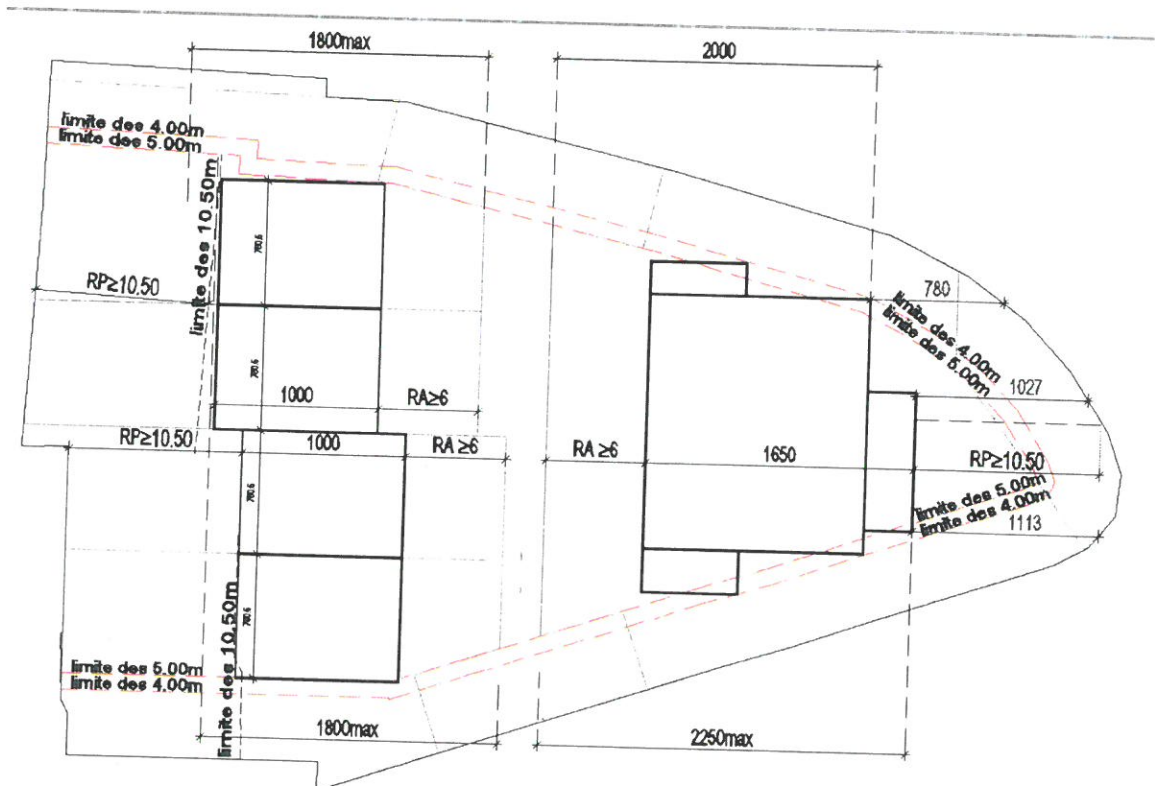 1800max
2000
limite des 4.00m
limite des 5.00m
limite des 10.50m
780.6
RP≥10.50
780
limite des 4.00m
limite des 5.00m
780.6
1000
RA≥6
1027
RP≥10.50
1000
RA ≥6
RA ≥6
1650
RP≥10.50
780.6
limite des 5.00m
limite des 4.00m
1113
780.6
limite des 10.50m
limite des 5.00m
limite des 4.00m
1800max
2250max